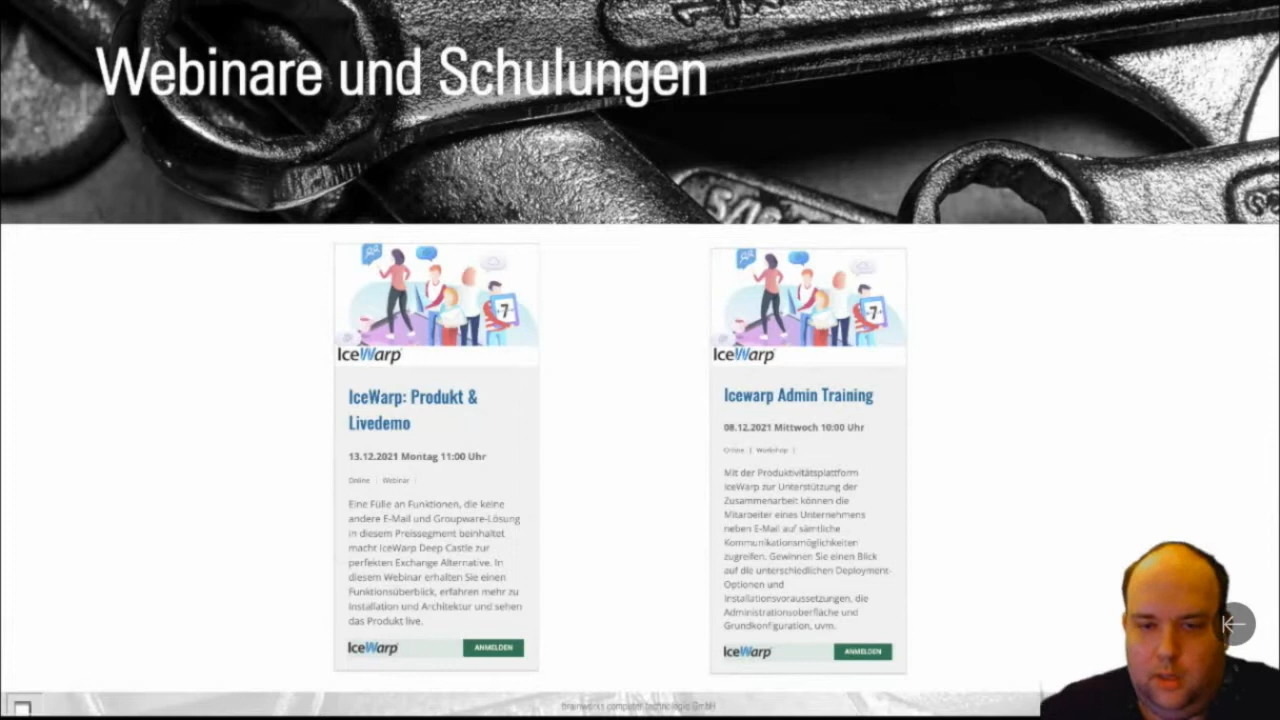 Webinare und Schulungen
IceWarp
IceWarp: Produkt &
Livedemo
13.12.2021 Montag 11:00 Uhr
Online | Webinar |
Eine Fülle an Funktionen, die keine
andere E-Mail und Groupware-Lösung
in diesem Preissegment beinhaltet
macht IceWarp Deep Castle zur
perfekten Exchange Alternative. In
diesem Webinar erhalten Sie einen
Funktionsüberblick, erfahren mehr zu
Installation und Architektur und sehen
das Produkt live.
IceWarp
ANMELDEN
IceWarp
Icewarp Admin Training
08.12.2021 Mittwoch 10:00 Uhr
Online | Workshop |
Mit der Produktivitätsplattform
IceWarp zur Unterstützung der
Zusammenarbeit können die
Mitarbeiter eines Unternehmens
neben E-Mail auf sämtliche
Kommunikationsmöglichkeiten
zugreifen. Gewinnen Sie einen Blick
auf die unterschiedlichen Deployment-
Optionen und
Installationsvoraussetzungen, die
Administrationsoberfläche und
Grundkonfiguration, uvm.
IceWarp
ANMELDEN
brainworks computer technologie GmbH